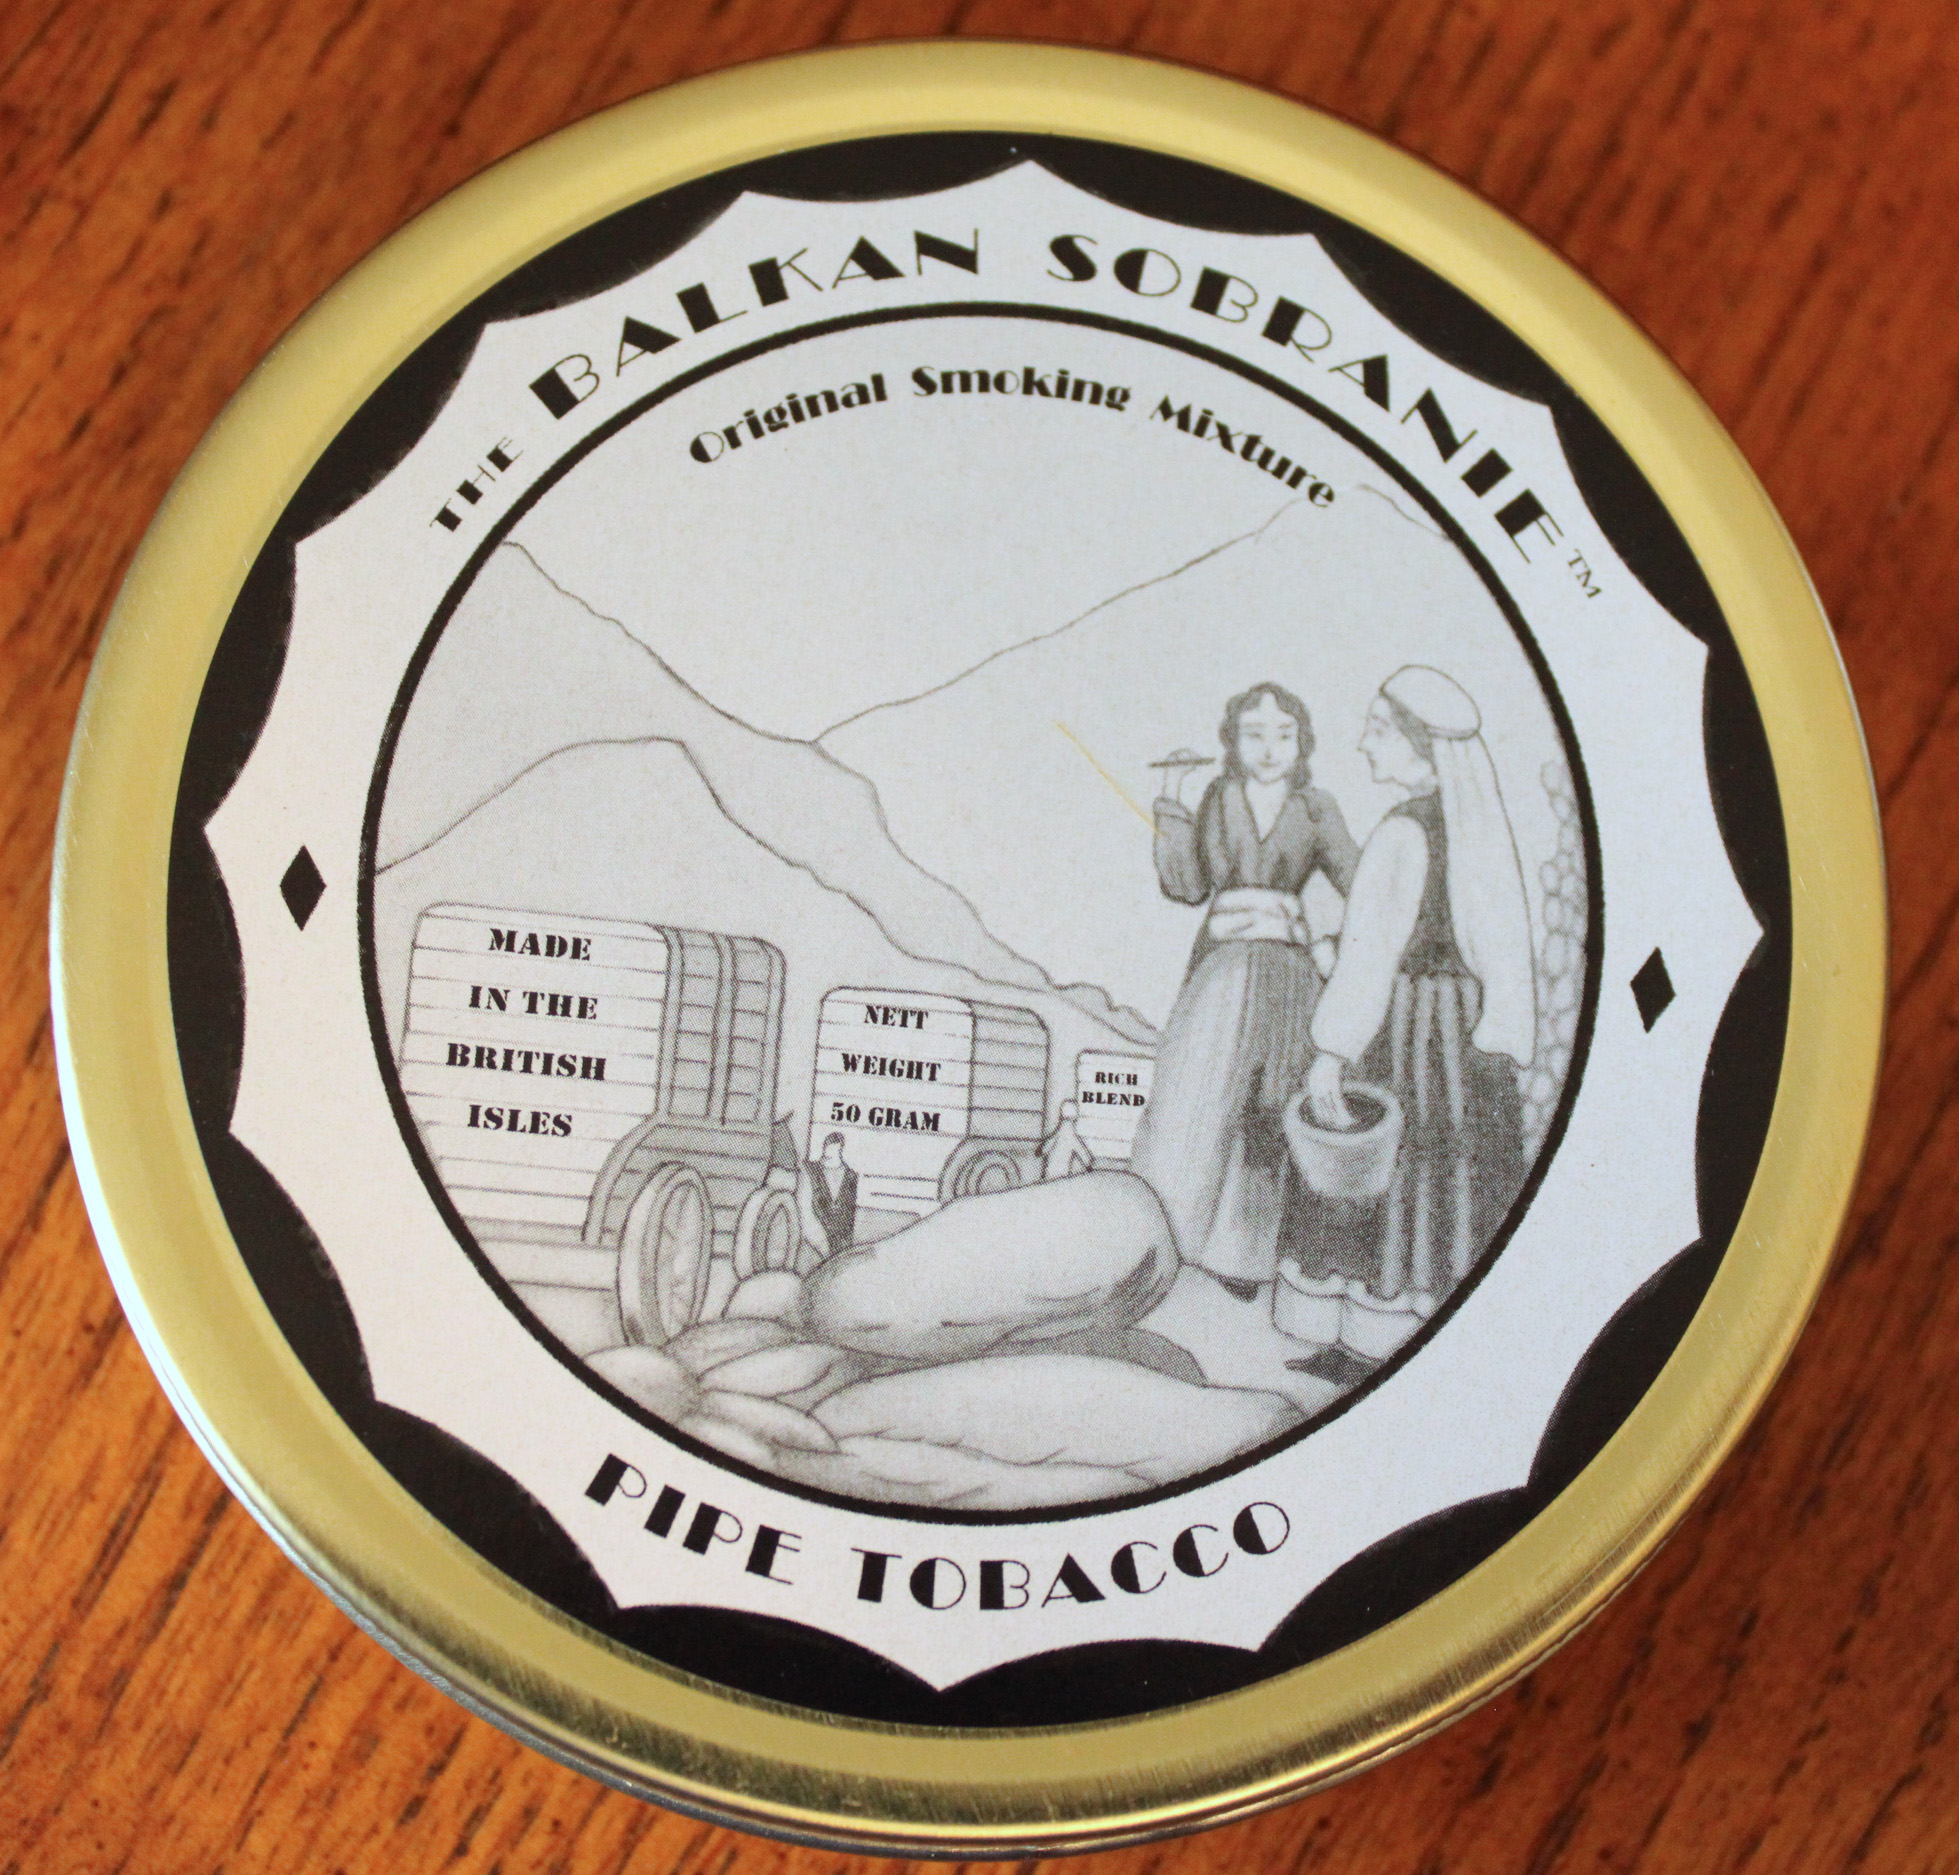 THE BALKAN SOBRANIE™
Original Smoking Mixture
MADE
IN THE
BRITISH
ISLES
NETT
WEIGHT
50 GRAM
RICH
BLEND
PIPE TOBACCO